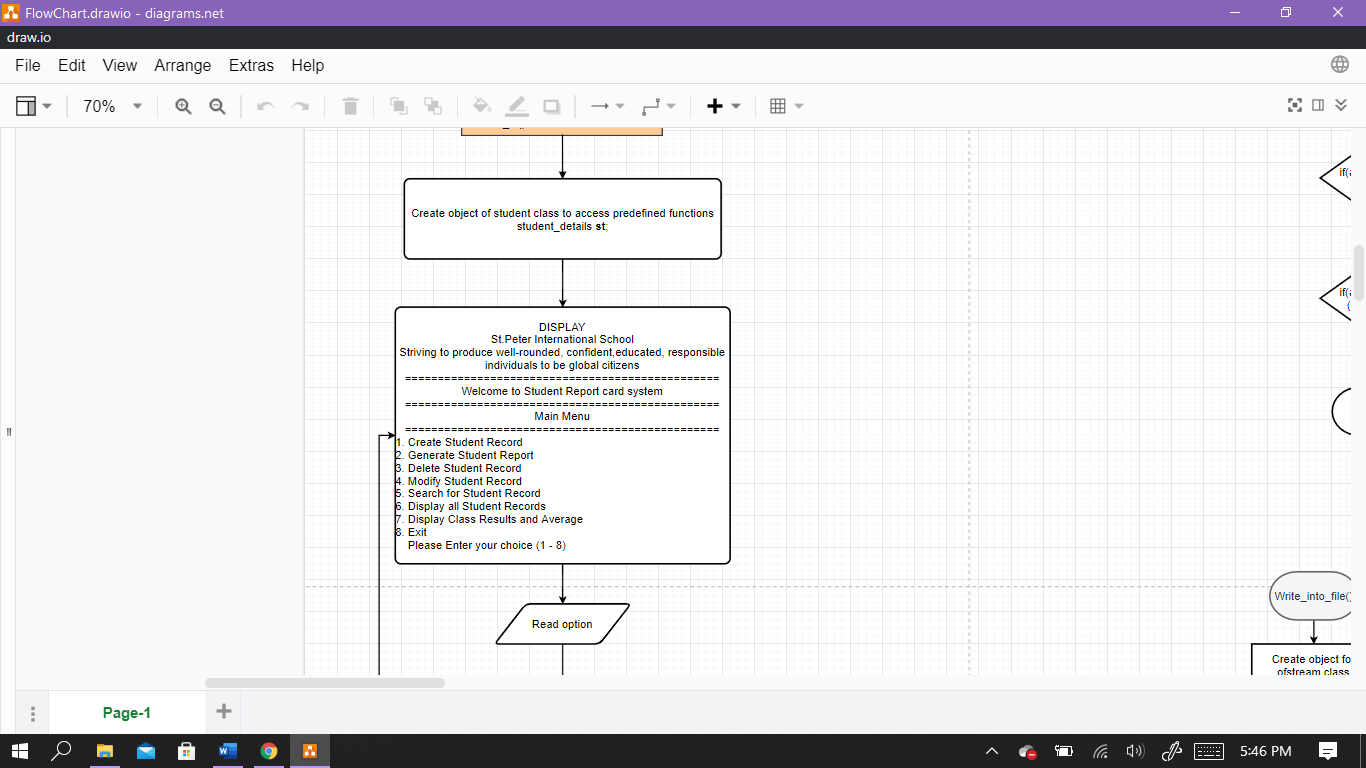 FlowChart.drawio - diagrams.net
draw.io
File Edit View Arrange Extras Help
70%
Create object of student class to access predefined functions
student_details st;
DISPLAY
St.Peter International School
Striving to produce well-rounded, confident,educated, responsible
individuals to be global citizens
================================================
Welcome to Student Report card system
================================================
Main Menu
================================================
1. Create Student Record
2. Generate Student Report
3. Delete Student Record
4. Modify Student Record
5. Search for Student Record
6. Display all Student Records
7. Display Class Results and Average
8. Exit
Please Enter your choice (1 - 8)
Read option
if(
if(
(
Write_into_file()
Create object fo
ofstream class
Page-1
5:46 PM